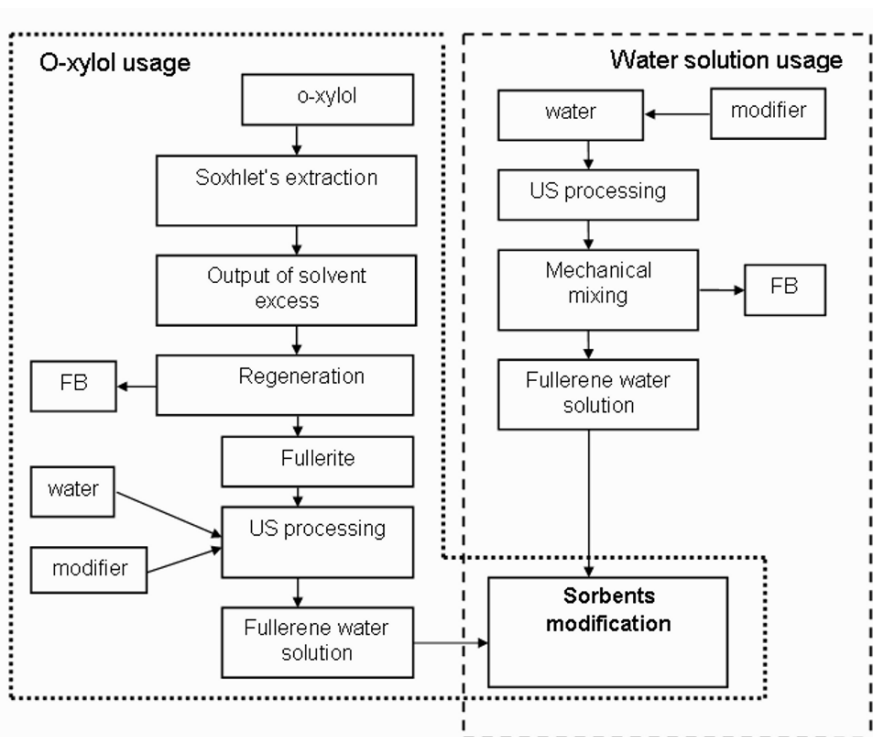 O-xylol usage
o-xylol
Soxhlet's extraction
Output of solvent
excess
Regeneration
FB
Fullerite
water
US processing
modifier
Fullerene water
solution
Water solution usage
water
modifier
US processing
Mechanical
mixing
FB
Fullerene water
solution
Sorbents
modification